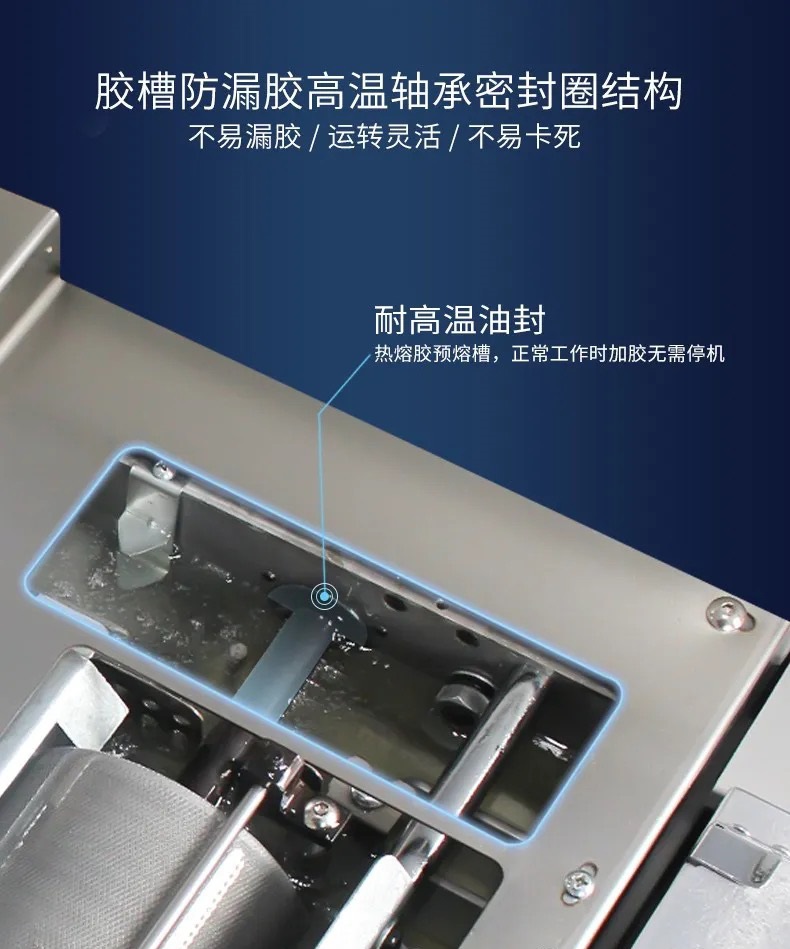 胶槽防漏胶高温轴承密封圈结构
不易漏胶 / 运转灵活 / 不易卡死
耐高温油封
热熔胶预熔槽，正常工作时加胶无需停机